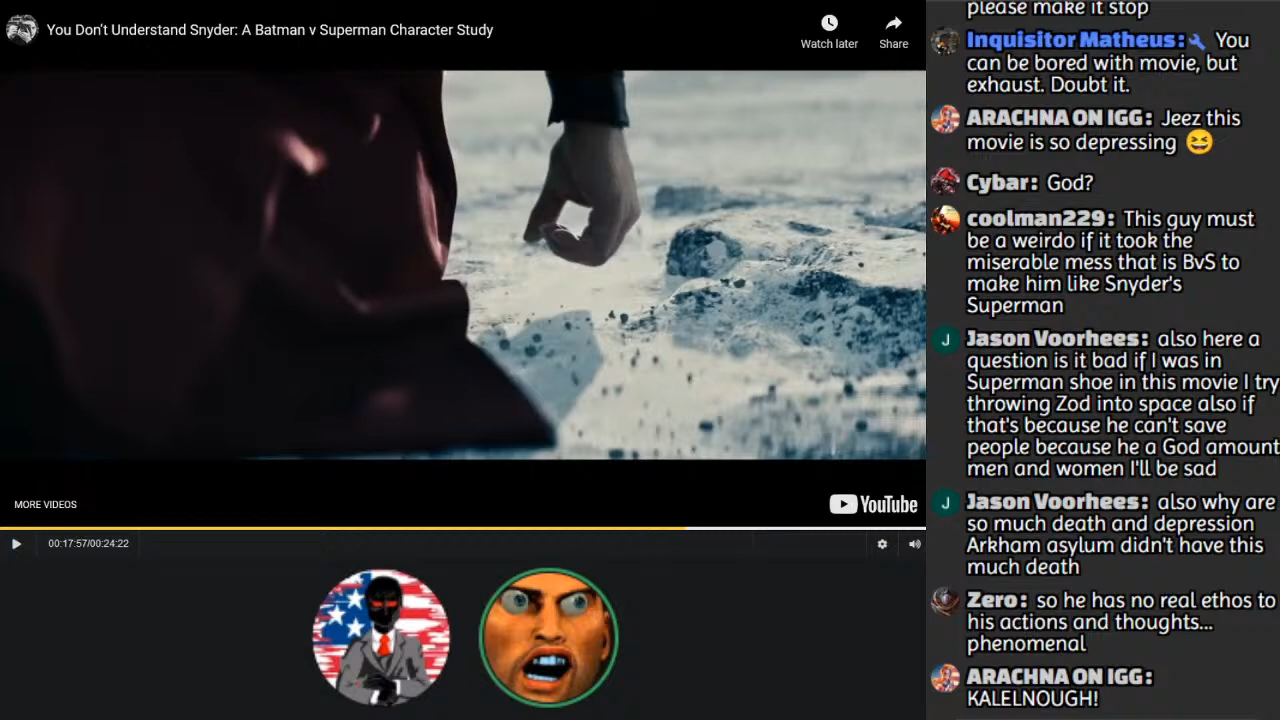 You Don't Understand Snyder: A Batman v Superman Character Study
Watch later
Share
MORE VIDEOS
YouTube
00:17:57/00:24:22
please make it stop
Inquisitor Matheus: You
can be bored with movie, but
exhaust. Doubt it.
ARACHNA ON IGG: Jeez this
movie is so depressing 😆
Cybar: God?
coolman229: This guy must
be a weirdo if it took the
miserable mess that is BvS to
make him like Snyder's
Superman
J
Jason Voorhees: also here a
question is it bad if I was in
Superman shoe in this movie I try
throwing Zod into space also if
that's because he can't save
people because he a God amount
men and women I'll be sad
J
Jason Voorhees: also why are
so much death and depression
Arkham asylum didn't have this
much death
Zero: so he has no real ethos to
his actions and thoughts...
phenomenal
ARACHNA ON IGG:
KALELNOUGH!